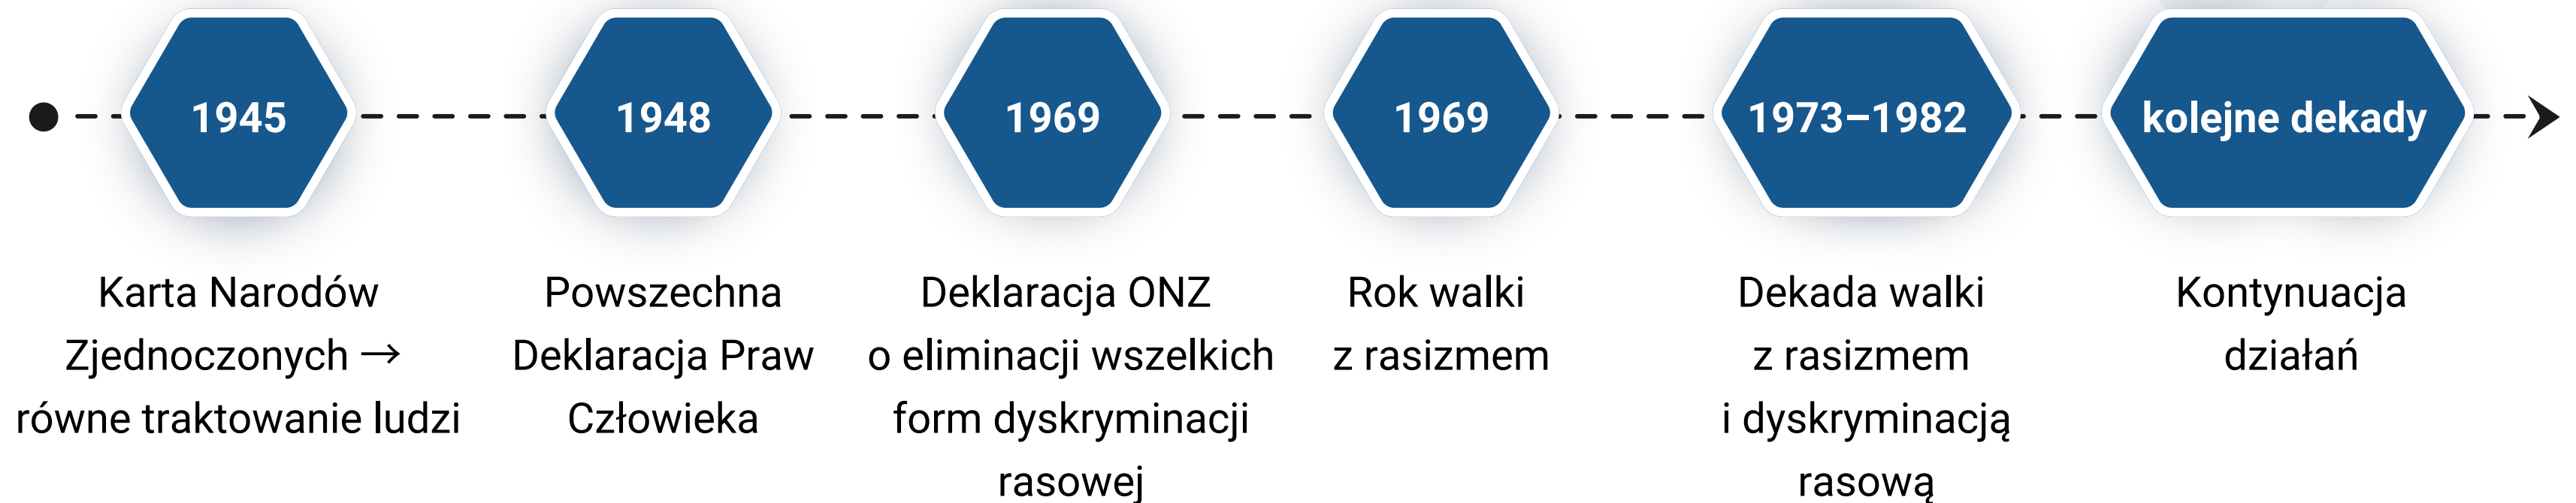 1945
Karta Narodów
Zjednoczonych →
równe traktowanie ludzi
1948
Powszechna
Deklaracja Praw
Człowieka
1969
Deklaracja ONZ
o eliminacji wszelkich
form dyskryminacji
rasowej
1969
Rok walki
z rasizmem
1973–1982
Dekada walki
z rasizmem
i dyskryminacją
rasową
kolejne dekady
Kontynuacja
działań